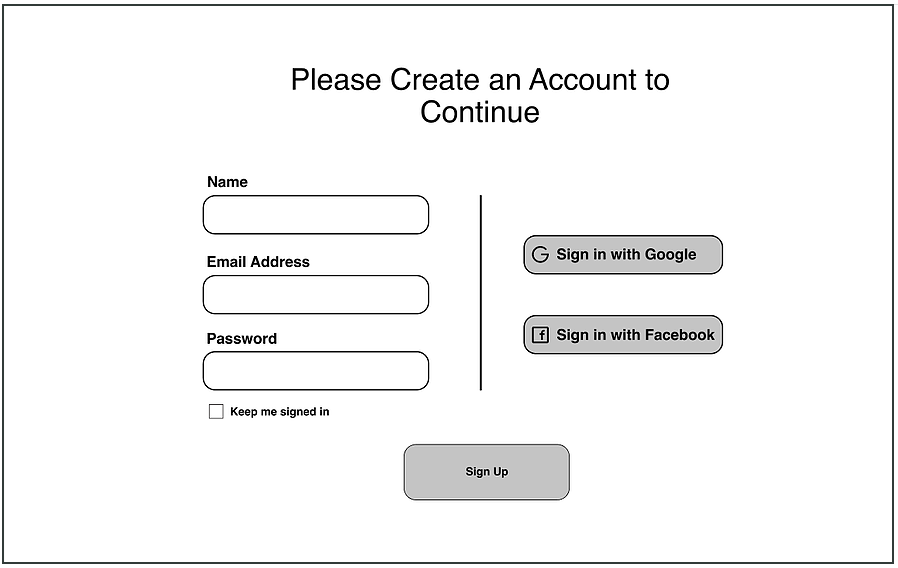 Please Create an Account to
Continue
Name
Email Address
Password
Keep me signed in
Sign in with Google
Sign in with Facebook
Sign Up